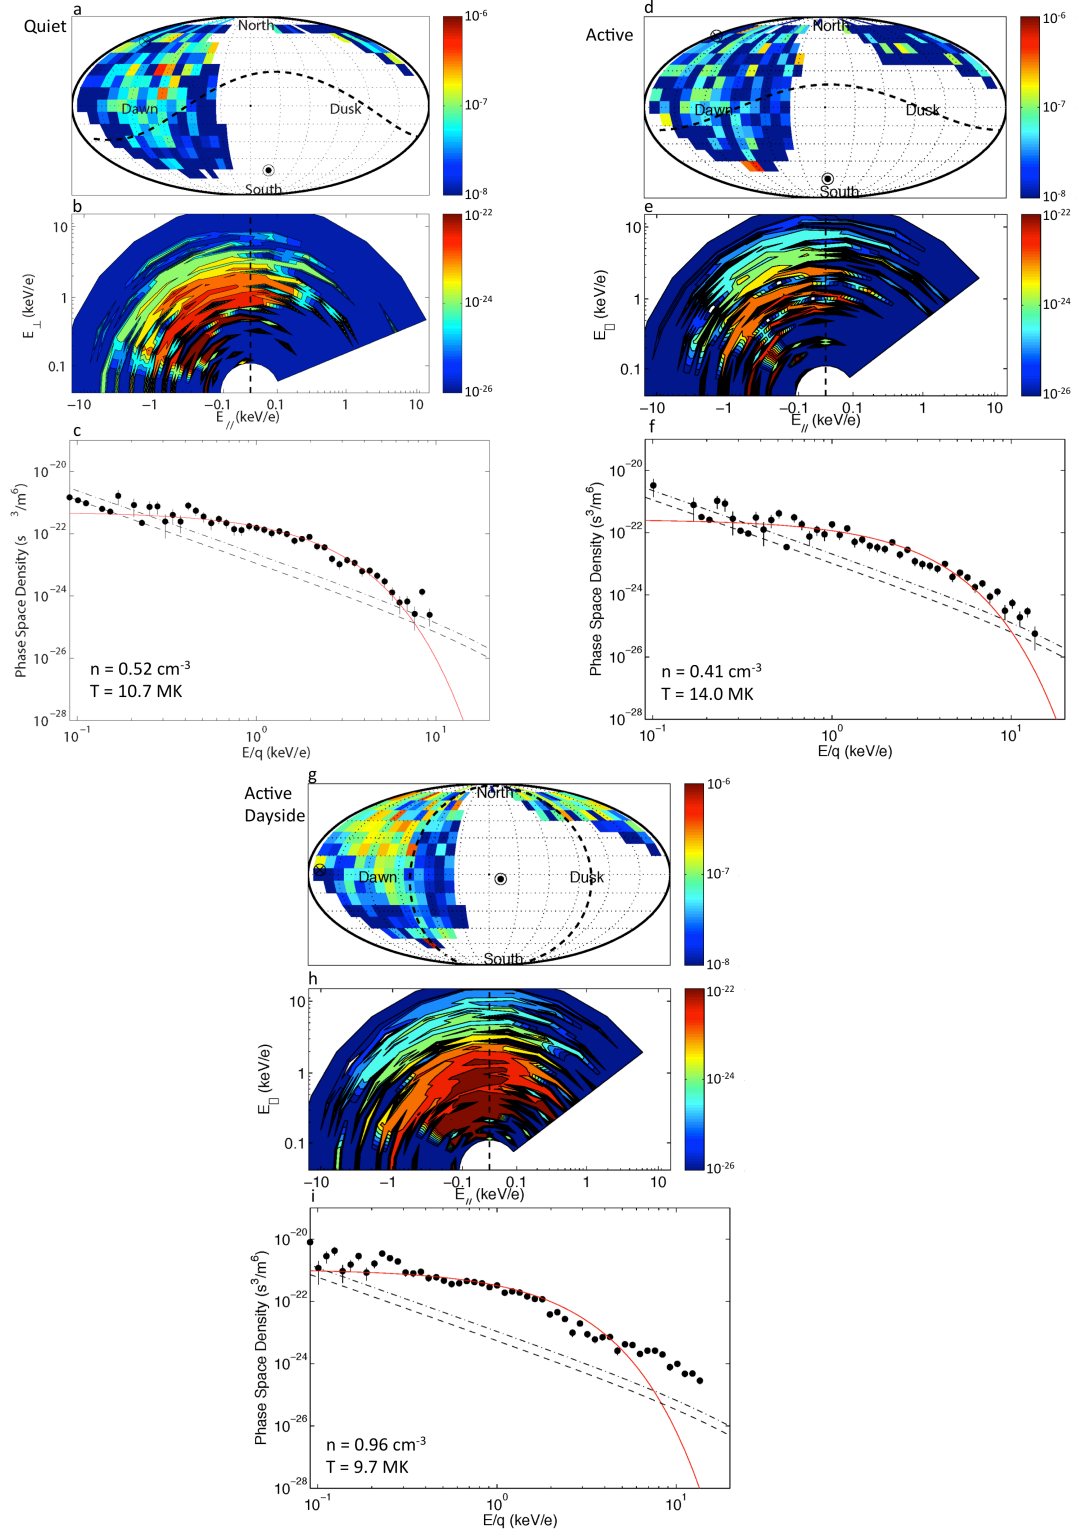 Quiet
a
North
Dawn
Dusk
South
10⁻⁶
10⁻⁷
10⁻⁸
b
E⊥ (keV/e)
10
1
0.1
−10
−1
−0.1
0.1
1
10
E// (keV/e)
10⁻²²
10⁻²⁴
10⁻²⁶
c
Phase Space Density (s³/m⁶)
10⁻²⁰
10⁻²²
10⁻²⁴
10⁻²⁶
10⁻²⁸
n = 0.52 cm⁻³
T = 10.7 MK
10⁻¹
10⁰
10¹
E/q (keV/e)
Active
d
North
Dawn
Dusk
South
10⁻⁶
10⁻⁷
10⁻⁸
e
E□ (keV/e)
10
1
0.1
−10
−1
−0.1
0.1
1
10
E// (keV/e)
10⁻²²
10⁻²⁴
10⁻²⁶
f
Phase Space Density (s³/m⁶)
10⁻²⁰
10⁻²²
10⁻²⁴
10⁻²⁶
10⁻²⁸
n = 0.41 cm⁻³
T = 14.0 MK
10⁻¹
10⁰
10¹
E/q (keV/e)
Active
Dayside
g
North
Dawn
Dusk
South
10⁻⁶
10⁻⁷
10⁻⁸
h
E□ (keV/e)
10
1
0.1
−10
−1
−0.1
0.1
1
10
E// (keV/e)
10⁻²²
10⁻²⁴
10⁻²⁶
i
Phase Space Density (s³/m⁶)
10⁻²⁰
10⁻²²
10⁻²⁴
10⁻²⁶
10⁻²⁸
n = 0.96 cm⁻³
T = 9.7 MK
10⁻¹
10⁰
10¹
E/q (keV/e)